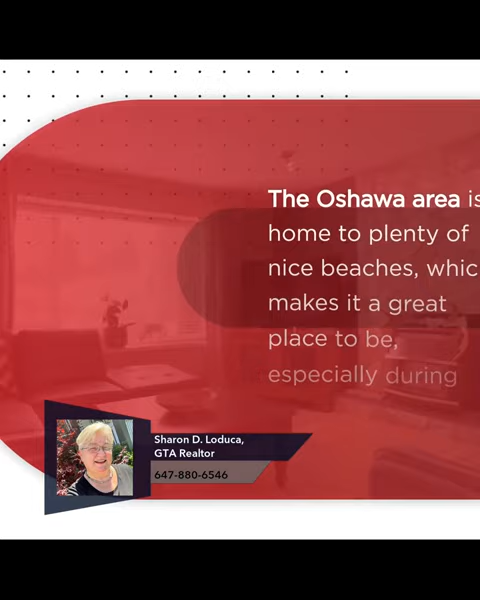 The Oshawa area is
home to plenty of
nice beaches, whic
makes it a great
place to be,
especially during
Sharon D. Loduca,
GTA Realtor
647-880-6546